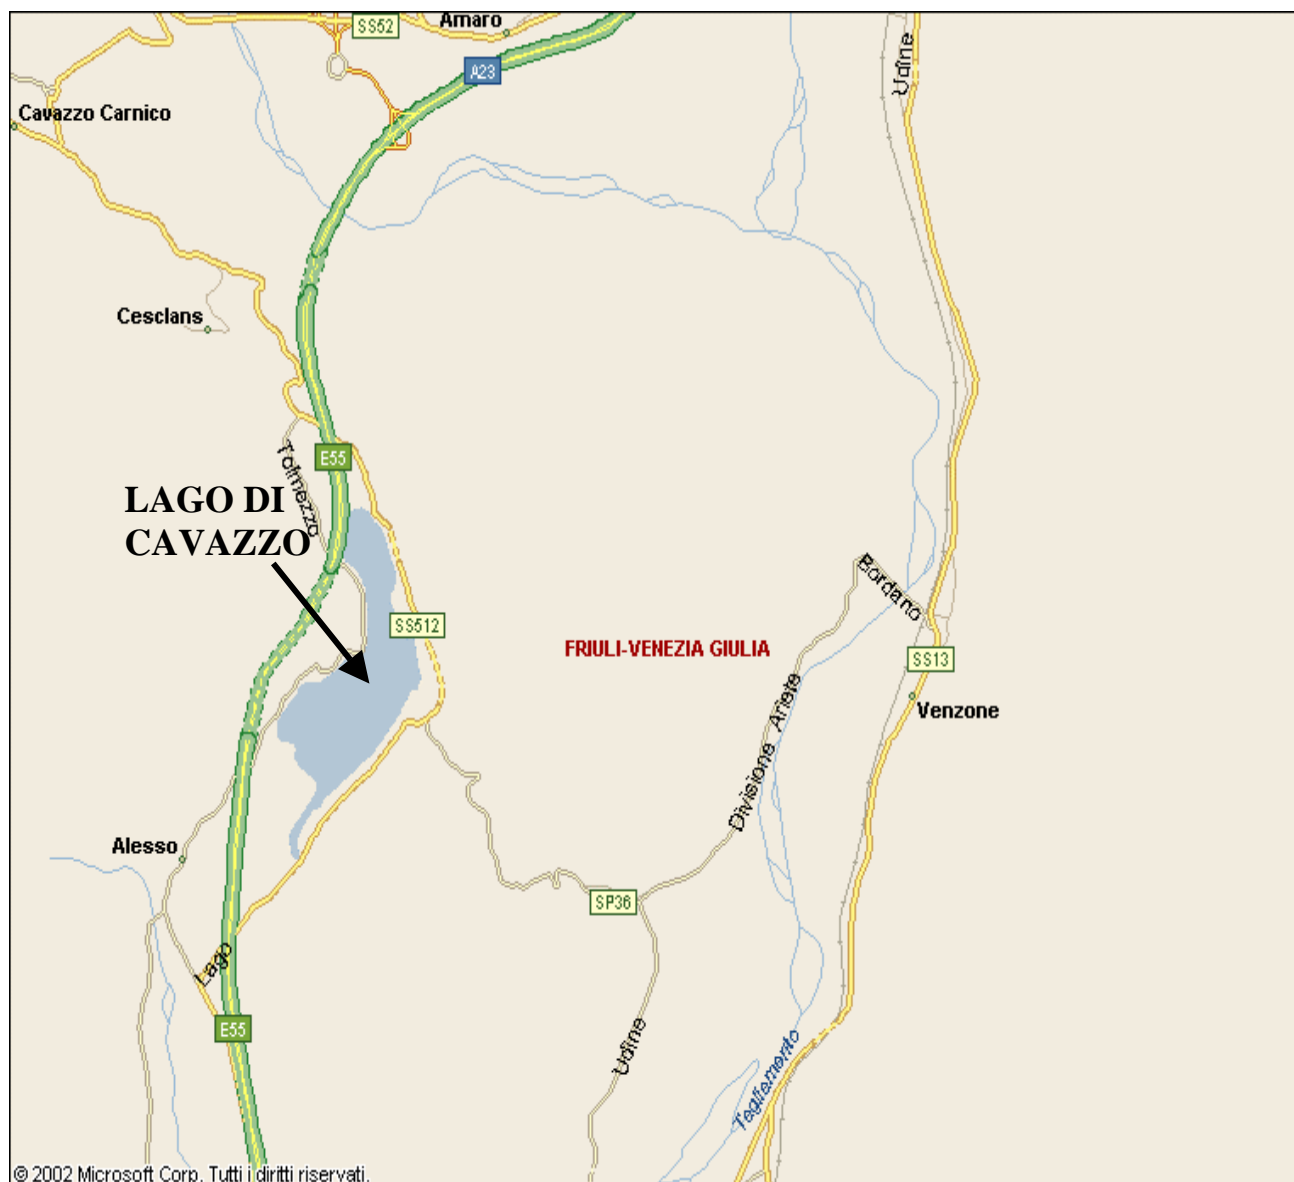 SS52
Amaro
A23
Udine
Cavazzo Carnico
Cesclans
E55
Tolmezzo
LAGO DI
CAVAZZO
Bordano
SS512
FRIULI-VENEZIA GIULIA
SS13
Venzone
Divisione Ariete
Alesso
SP36
Lago
E55
Udine
Tagliamento
© 2002 Microsoft Corp. Tutti i diritti riservati.